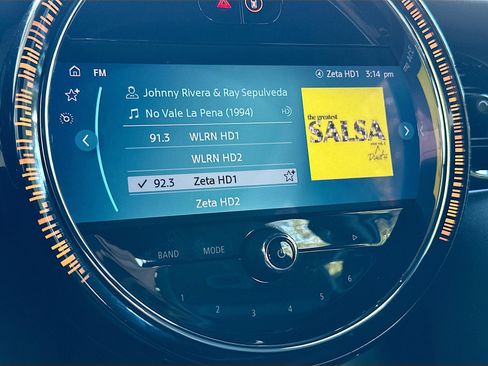 FM
Zeta HD1 3:14 pm
Johnny Rivera & Ray Sepulveda
No Vale La Pena (1994)
91.3 WLRN HD1
WLRN HD2
92.3 Zeta HD1
Zeta HD2
the greatest
SALSA
BAND MODE
1 2 3 4 5 6